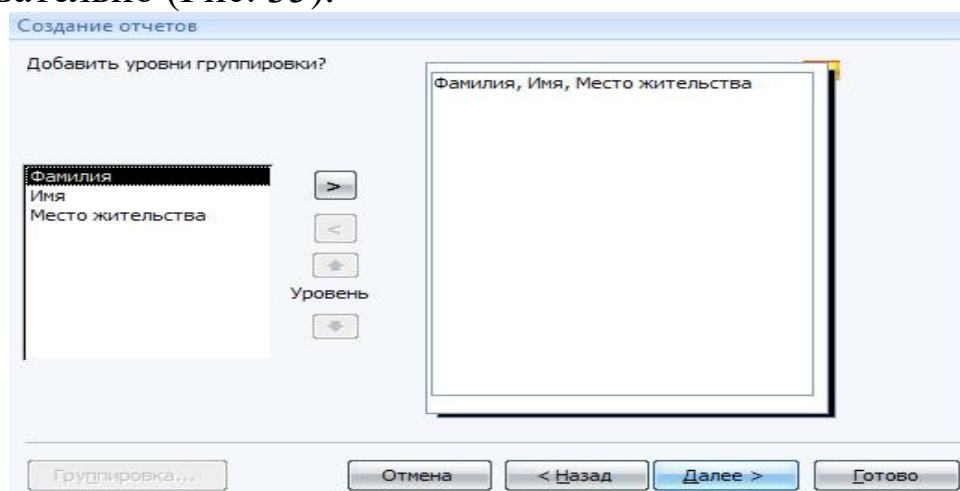 Создание отчетов
Добавить уровни группировки?
Фамилия, Имя, Место жительства
Фамилия
Имя
Место жительства
>
<
Уровень
Группировка...
Отмена
< Назад
Далее >
Готово